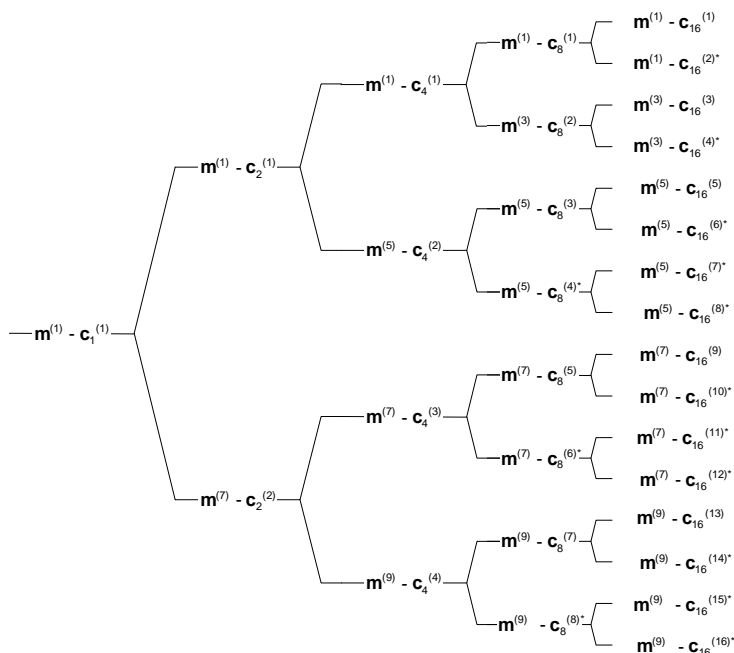 m(1) - c16(1)
m(1) - c8(1)
m(1) - c16(2)*
m(1) - c4(1)
m(3) - c16(3)
m(3) - c8(2)
m(3) - c16(4)*
m(1) - c2(1)
m(5) - c16(5)
m(5) - c8(3)
m(5) - c16(6)*
m(5) - c4(2)
m(5) - c16(7)*
m(5) - c8(4)*
m(5) - c16(8)*
m(1) - c1(1)
m(7) - c16(9)
m(7) - c8(5)
m(7) - c16(10)*
m(7) - c4(3)
m(7) - c16(11)*
m(7) - c8(6)*
m(7) - c16(12)*
m(7) - c2(2)
m(9) - c16(13)
m(9) - c8(7)
m(9) - c16(14)*
m(9) - c4(4)
m(9) - c16(15)*
m(9) - c8(8)*
m(9) - c16(16)*